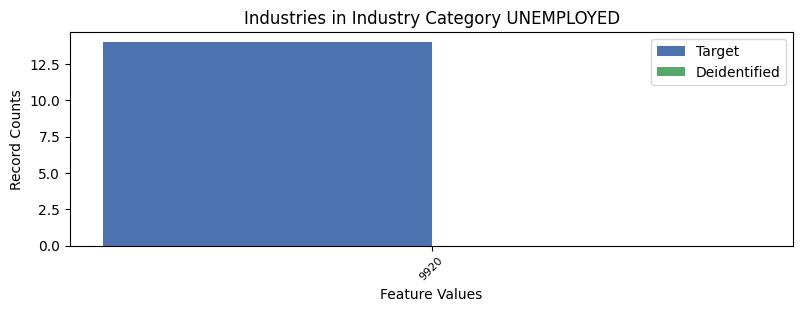 Industries in Industry Category UNEMPLOYED
Target
Deidentified
Record Counts
12.5
10.0
7.5
5.0
2.5
0.0
9920
Feature Values